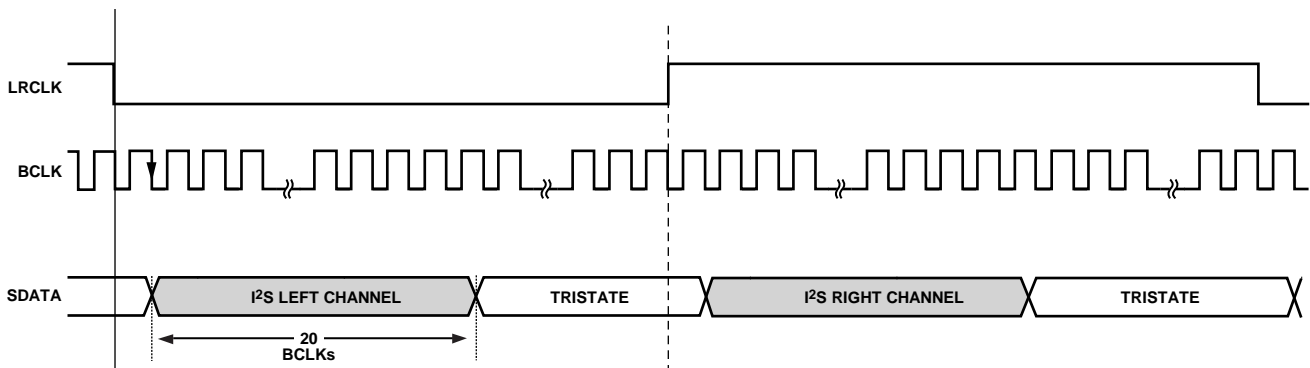 LRCLK
BCLK
SDATA
I²S LEFT CHANNEL
TRISTATE
I²S RIGHT CHANNEL
TRISTATE
20
BCLKs